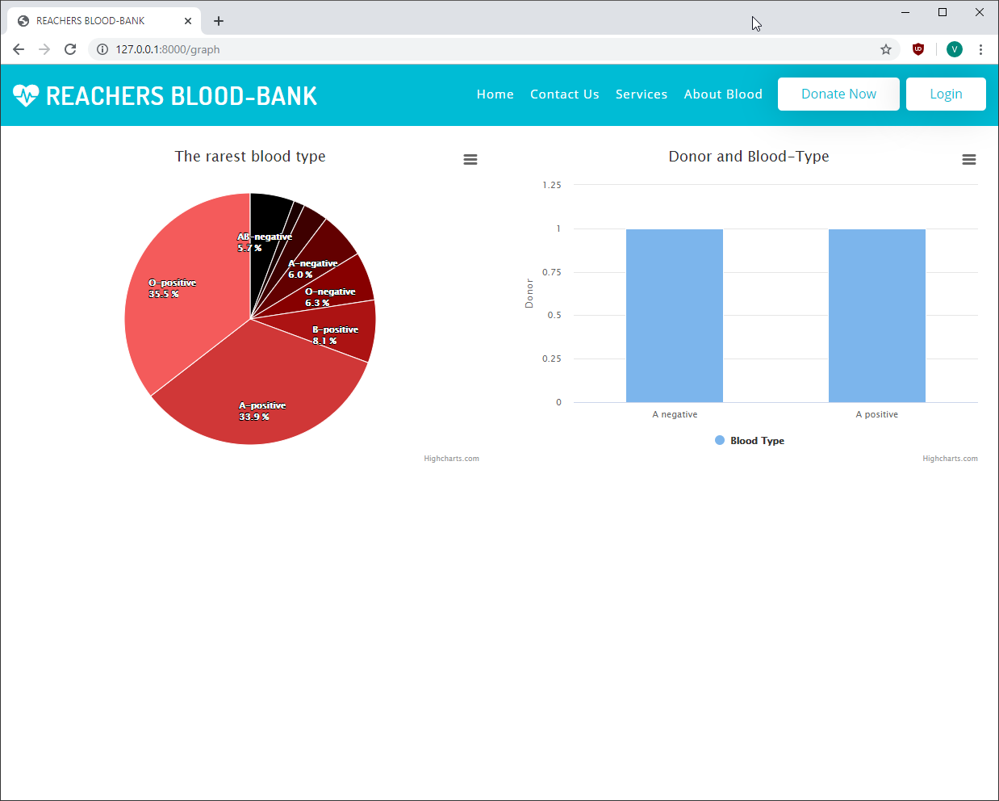 REACHERS BLOOD-BANK
127.0.0.1:8000/graph
V
REACHERS BLOOD-BANK
Home
Contact Us
Services
About Blood
Donate Now
Login
The rarest blood type
AB-negative
5.7 %
A-negative
6.0 %
O-negative
6.3 %
B-positive
8.1 %
A-positive
33.9 %
O-positive
35.5 %
Highcharts.com
Donor and Blood-Type
Donor
1.25
1
0.75
0.5
0.25
0
A negative
A positive
Blood Type
Highcharts.com